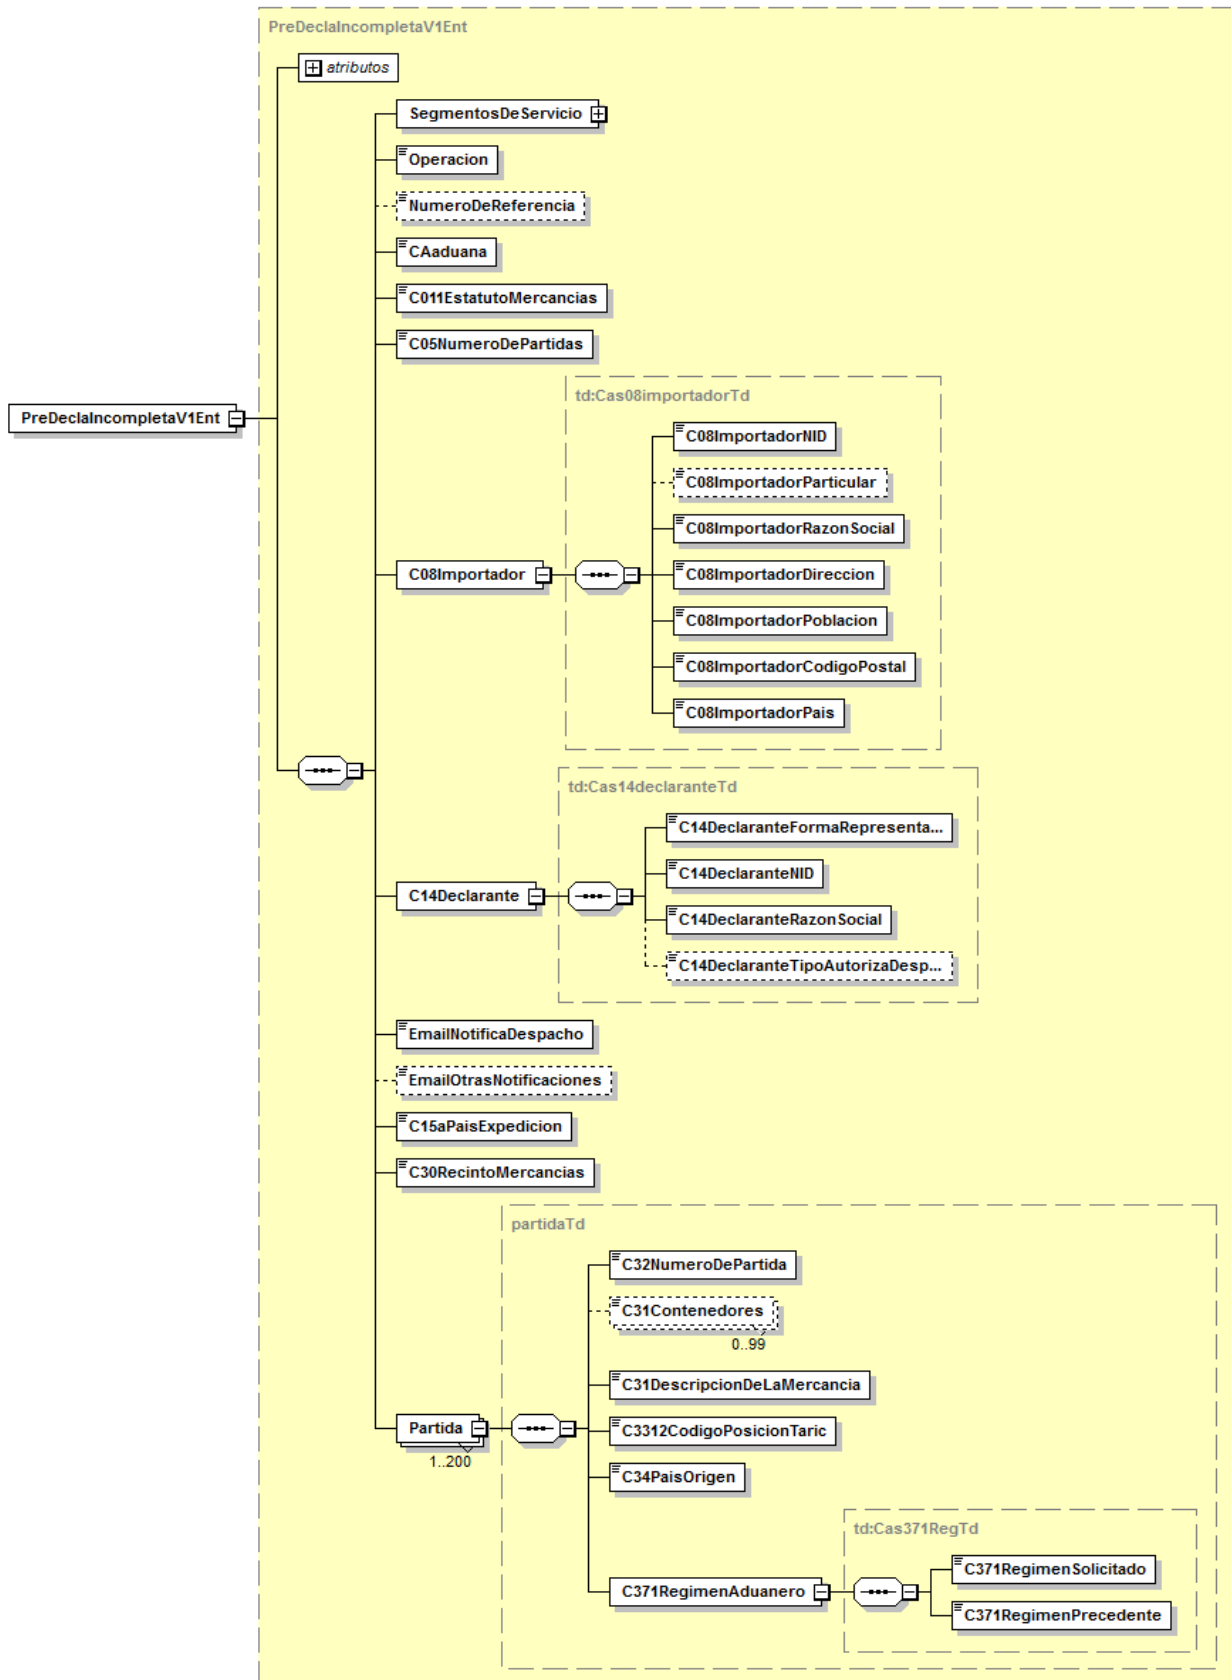 PreDeclaIncompletaV1Ent
atributos
SegmentosDeServicio
Operacion
NumeroDeReferencia
CAaduana
C011EstatutoMercancias
C05NumeroDePartidas
PreDeclaIncompletaV1Ent
td:Cas08importadorTd
C08ImportadorNID
C08ImportadorParticular
C08ImportadorRazonSocial
C08Importador
C08ImportadorDireccion
C08ImportadorPoblacion
C08ImportadorCodigoPostal
C08ImportadorPais
td:Cas14declaranteTd
C14DeclaranteFormaRepresenta...
C14DeclaranteNID
C14Declarante
C14DeclaranteRazonSocial
C14DeclaranteTipoAutorizaDesp...
EmailNotificaDespacho
EmailOtrasNotificaciones
C15aPaisExpedicion
C30RecintoMercancias
partidaTd
C32NumeroDePartida
C31Contenedores
0..99
C31DescripcionDeLaMercancia
Partida
1..200
C3312CodigoPosicionTaric
C34PaisOrigen
td:Cas371RegTd
C371RegimenSolicitado
C371RegimenAduanero
C371RegimenPrecedente